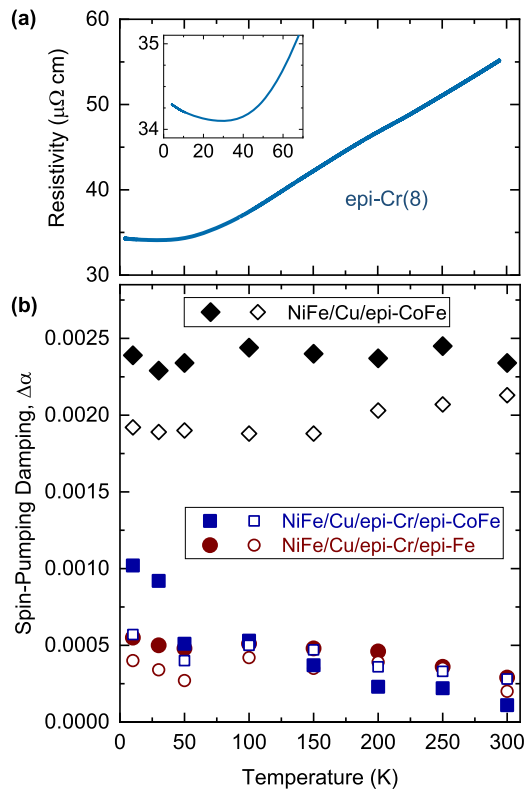 (a)
60
50
40
30
Resistivity (μΩ cm)
35
34
0 20 40 60
epi-Cr(8)
(b)
NiFe/Cu/epi-CoFe
0.0025
0.0020
0.0015
0.0010
0.0005
0.0000
Spin-Pumping Damping, Δα
NiFe/Cu/epi-Cr/epi-CoFe
NiFe/Cu/epi-Cr/epi-Fe
0 50 100 150 200 250 300
Temperature (K)